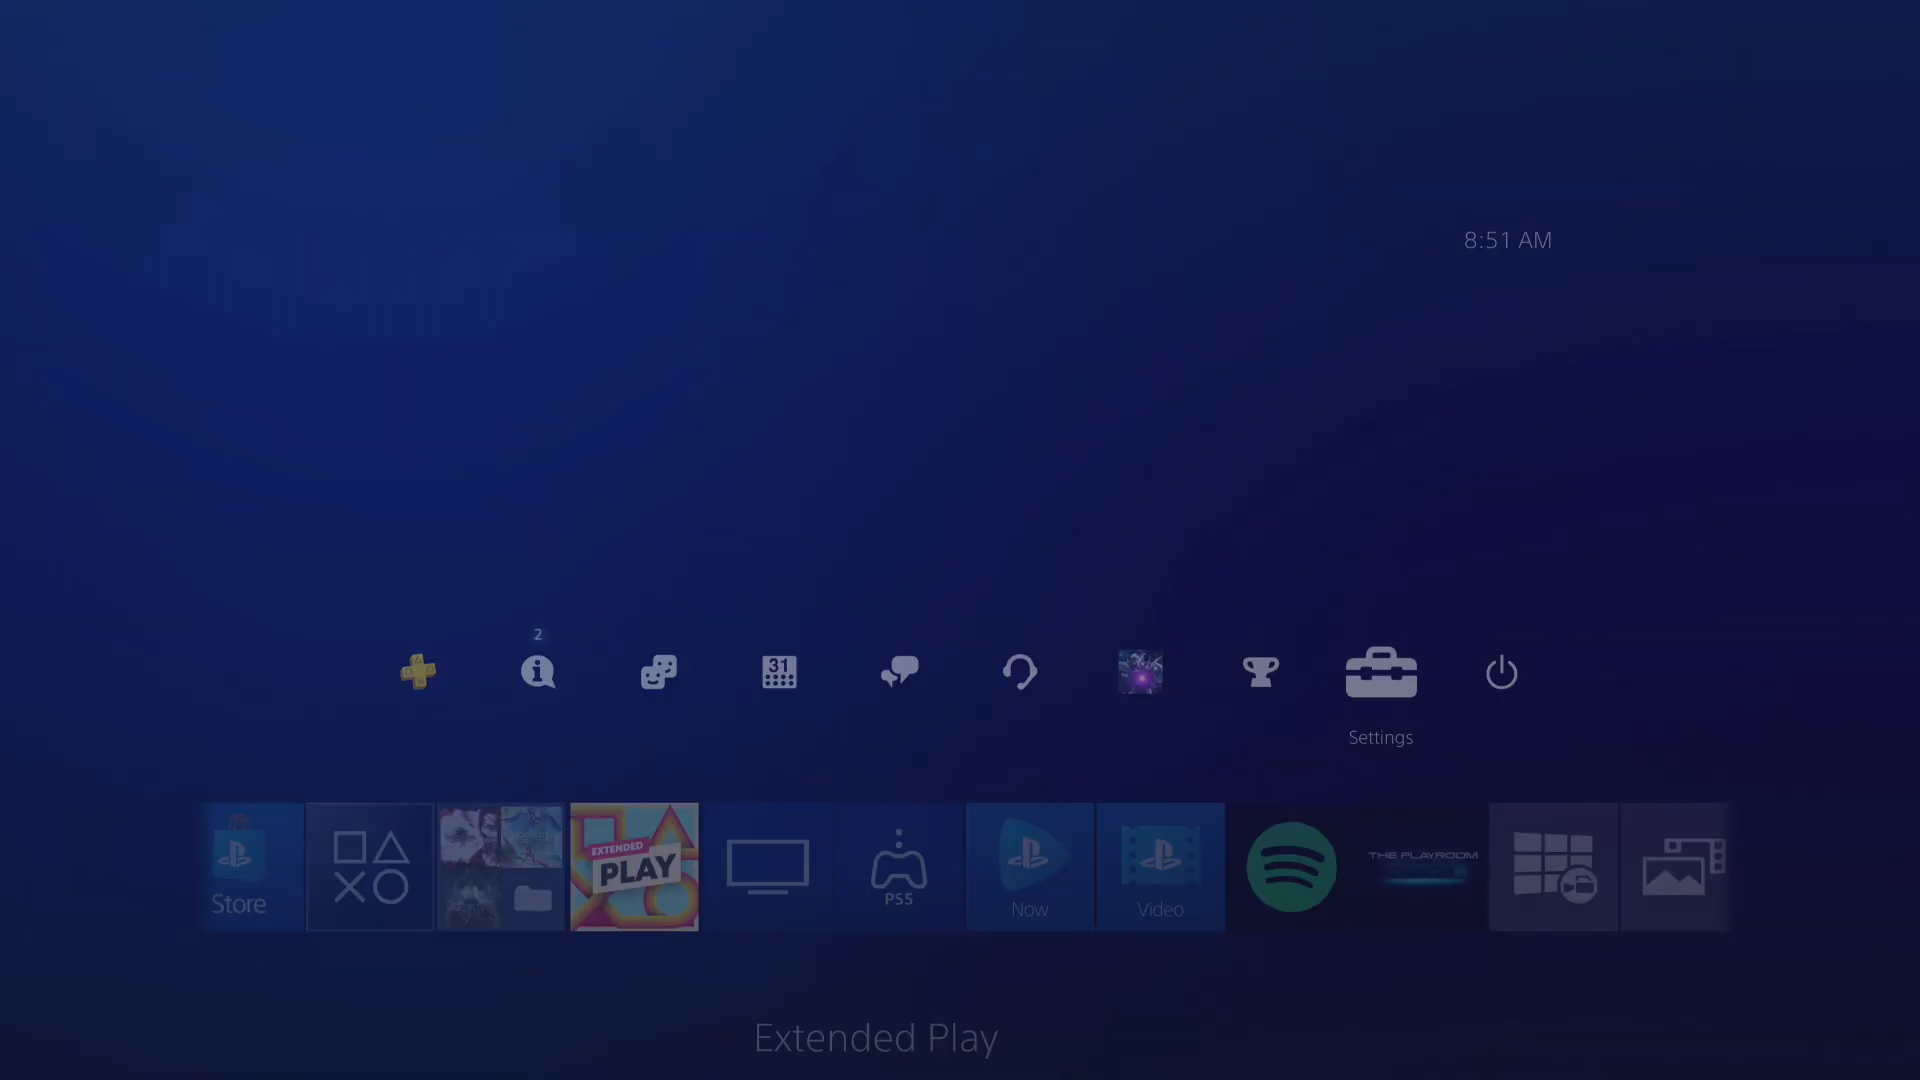 8:51 AM
2
31
Settings
Store
EXTENDED
PLAY
PS5
Now
Video
THE PLAYROOM
Extended Play